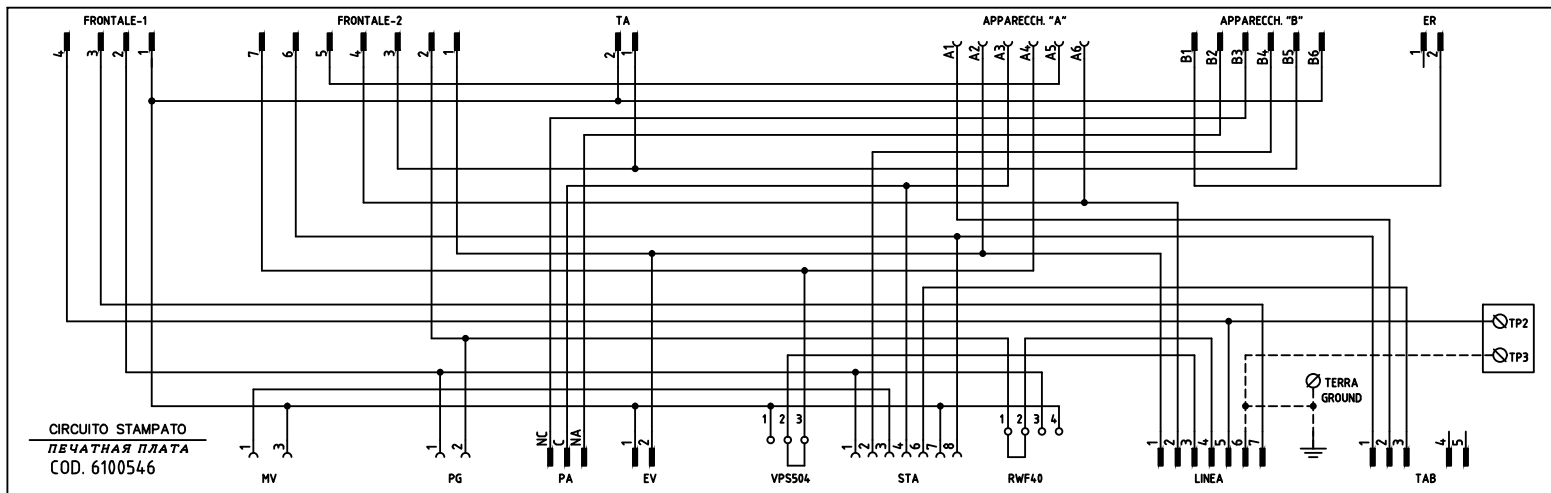 FRONTALE-1 FRONTALE-2 TA APPARECCH. "A" APPARECCH. "B" ER
4 3 2 1 7 6 5 4 3 2 1 2 1 A1 A2 A3 A4 A5 A6 B1 B2 B3 B4 B5 B6 1 2
TP2
TP3
TERRA
GROUND
CIRCUITO STAMPATO
ПЕЧАТНАЯ ПЛАТА
COD. 6100546
1 3 1 2 NC C NA 1 2 1 2 3 1 2 3 4 6 7 8 1 2 3 4 1 2 3 4 5 6 7 1 2 3 4 5
MV PG PA EV VPS504 STA RWF40 LINEA TAB